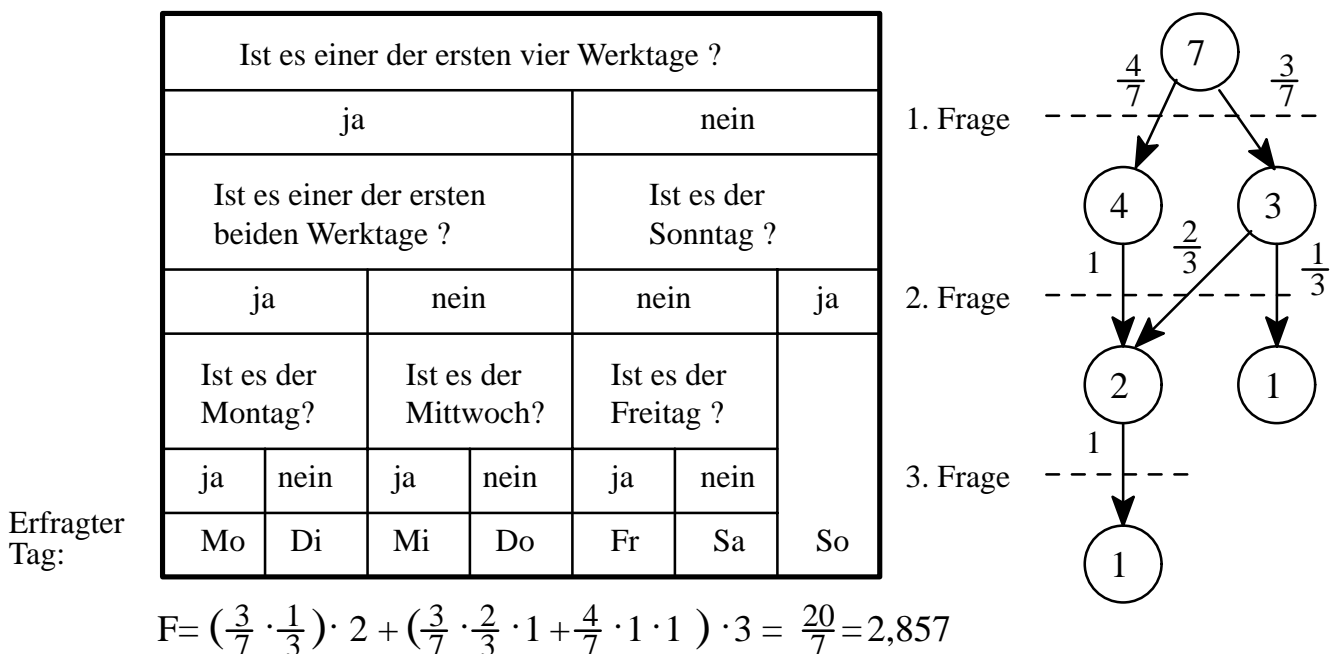 Ist es einer der ersten vier Werktage ?
ja nein
1. Frage
Ist es einer der ersten
beiden Werktage ?
Ist es der
Sonntag ?
ja nein nein ja
2. Frage
Ist es der
Montag?
Ist es der
Mittwoch?
Ist es der
Freitag ?
ja nein ja nein ja nein
3. Frage
Erfragter
Tag:
Mo Di Mi Do Fr Sa So
7
4/7 3/7
4 3
1 2/3 1/3
2 1
1
1
F= (3/7 · 1/3) · 2 + (3/7 · 2/3 · 1 + 4/7 · 1 · 1 ) · 3 = 20/7 = 2,857